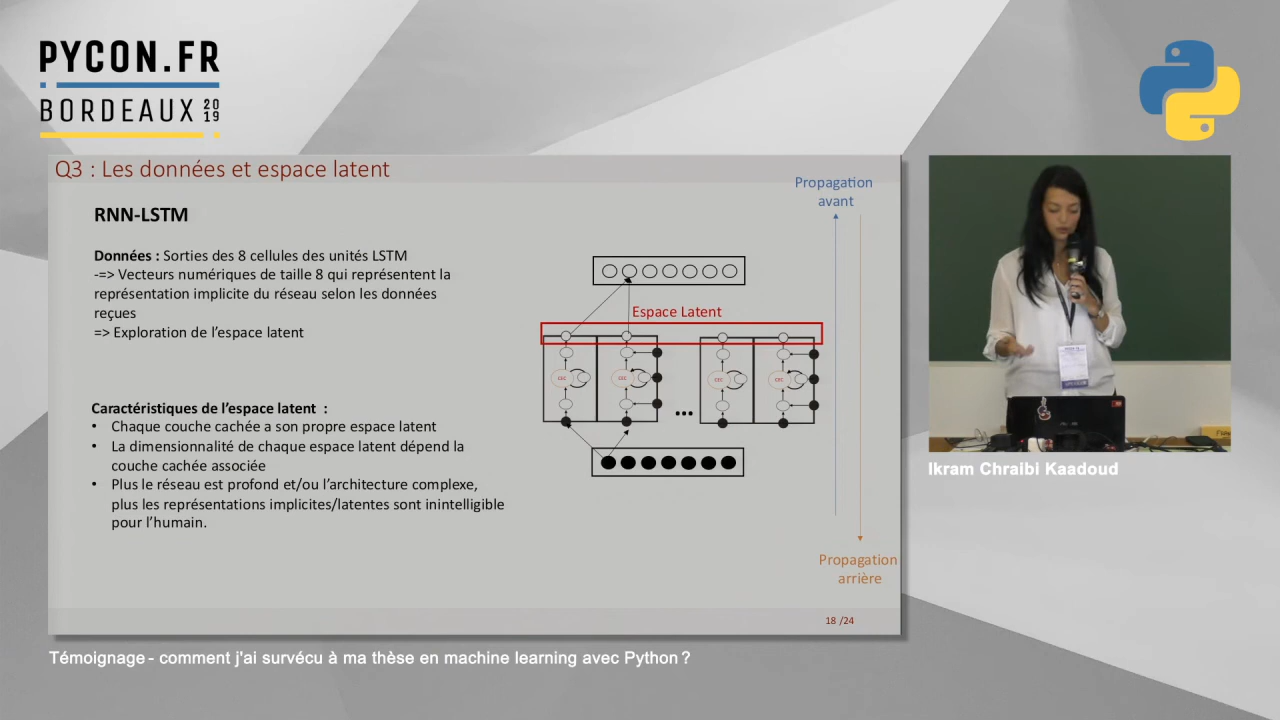 PYCON.FR
BORDEAUX 2019
Q3 : Les données et espace latent
RNN-LSTM
Données : Sorties des 8 cellules des unités LSTM
-=> Vecteurs numériques de taille 8 qui représentent la
représentation implicite du réseau selon les données
reçues
=> Exploration de l’espace latent
Caractéristiques de l’espace latent :
• Chaque couche cachée a son propre espace latent
• La dimensionnalité de chaque espace latent dépend la
couche cachée associée
• Plus le réseau est profond et/ou l’architecture complexe,
plus les représentations implicites/latentes sont inintelligible
pour l’humain.
Propagation
avant
Espace Latent
CEC
CEC
CEC
CEC
...
Propagation
arrière
18 /24
Ikram Chraibi Kaadoud
Témoignage - comment j'ai survécu à ma thèse en machine learning avec Python ?